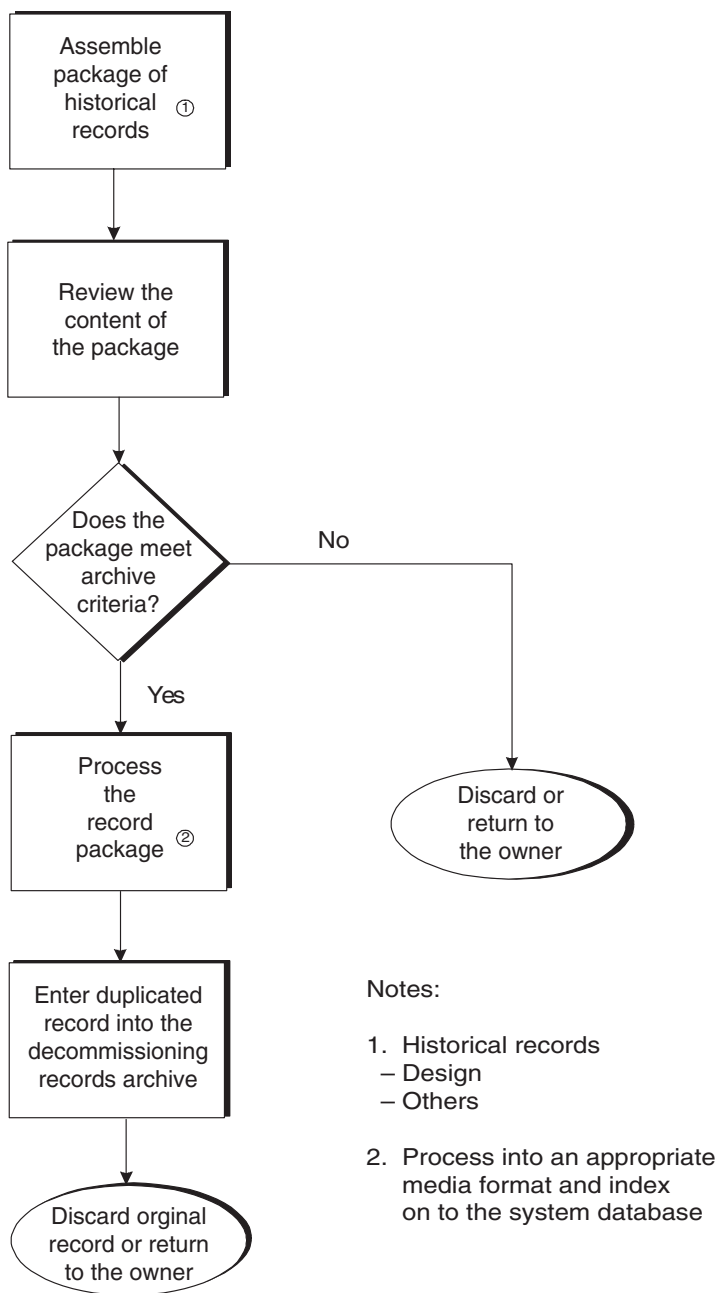 Assemble
package of
historical ①
records
Review the
content of
the package
Does the
package meet
archive
criteria?
No
Yes
Process
the
record
package ②
Discard or
return to
the owner
Enter duplicated
record into the
decommissioning
records archive
Discard orginal
record or return
to the owner
Notes:
1. Historical records
– Design
– Others
2. Process into an appropriate
media format and index
on to the system database